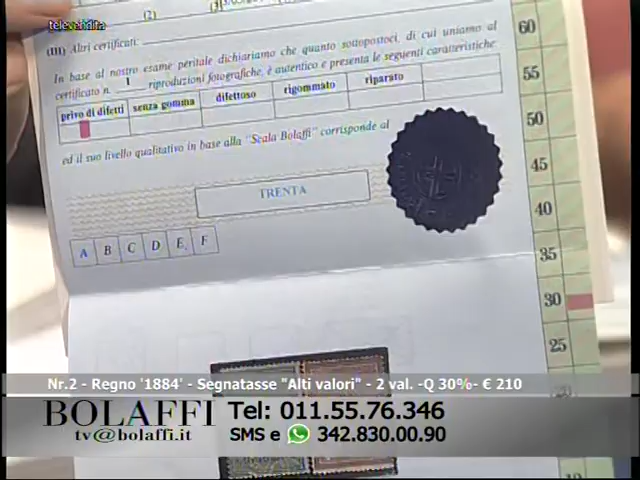 televendita
(2)
60
(III) Altri certificati:
In base al nostro esame peritale dichiariamo che quanto sottopostoci, di cui uniamo al
certificato n. 1 riproduzioni fotografiche, è autentico e presenta le seguenti caratteristiche
55
privo di difetti senza gomma difettoso rigommato riparato
50
ed il suo livello qualitativo in base alla "Scala Bolaffi" corrisponde al
45
TRENTA
40
A B C D E F
35
30
25
Nr.2 - Regno '1884' - Segnatasse "Alti valori" - 2 val. -Q 30%- € 210
BOLAFFI Tel: 011.55.76.346
tv@bolaffi.it SMS e 342.830.00.90